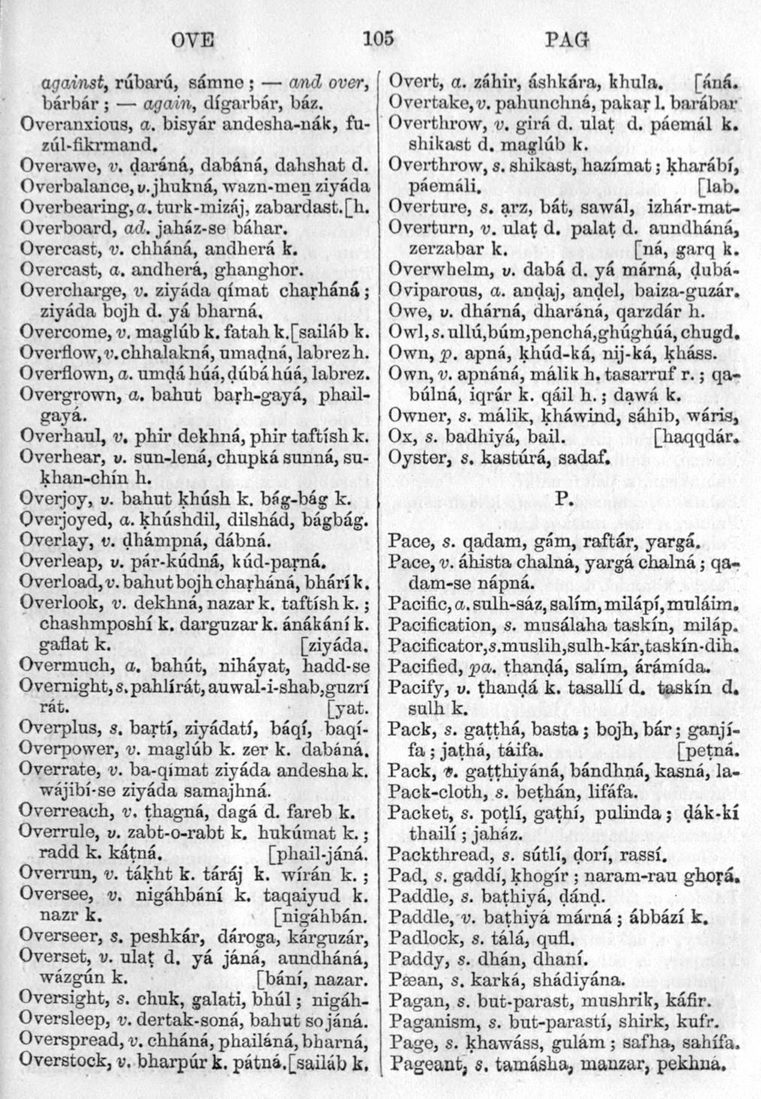 OVE 105 PAG
against, rúbarú, sámne ; — and over,
bárbár ; — again, dígarbár, báz.
Overanxious, a. bisyár andesha-nák, fu-
zúl-fikrmand.
Overawe, v. ḍaráná, dabáná, dahshat d.
Overbalance, v. jhukná, wazn-men ziyáda
Overbearing, a. turk-mizáj, zabardast.[h.
Overboard, ad. jaház-se báhar.
Overcast, v. chháná, andherá k.
Overcast, a. andherá, ghanghor.
Overcharge, v. ziyáda qímat chaṛháná ;
ziyáda bojh d. yá bharná.
Overcome, v. maglúb k. fatah k.[sailáb k.
Overflow, v. chhalakná, umaḍná, labrez h.
Overflown, a. umḍá húá, ḍúbá húá, labrez.
Overgrown, a. bahut baṛh-gayá, phail-
gayá.
Overhaul, v. phir dekhná, phir taftísh k.
Overhear, v. sun-lená, chupká sunná, su-
ḳhan-chín h.
Overjoy, v. bahut ḳhúsh k. bág-bág k.
Overjoyed, a. ḳhúshdil, dilshád, bágbág.
Overlay, v. ḍhámpná, dábná.
Overleap, v. pár-kúdná, kúd-paṛná.
Overload, v. bahut bojh chaṛháná, bhárí k.
Overlook, v. dekhná, nazar k. taftísh k. ;
chashmposhí k. darguzar k. ánákání k.
gaflat k. [ziyáda.
Overmuch, a. bahút, niháyat, hadd-se
Overnight, s. pahlírát, auwal-i-shab, guzrí
rát. [yat.
Overplus, s. baṛtí, ziyádatí, báqí, baqí-
Overpower, v. maglúb k. zer k. dabáná.
Overrate, v. ba-qimat ziyáda andesha k.
wájibí-se ziyáda samajhná.
Overreach, v. ṭhagná, dagá d. fareb k.
Overrule, v. zabt-o-rabt k. hukúmat k. ;
radd k. káṭná. [phail-jáná.
Overrun, v. táḳht k. táráj k. wírán k. ;
Oversee, v. nigáhbání k. taqaiyud k.
nazr k. [nigáhbán.
Overseer, s. peshkár, dároga, kárguzár,
Overset, v. ulaṭ d. yá jáná, aundháná,
wázgún k. [bání, nazar.
Oversight, s. chuk, galati, bhúl ; nigáh-
Oversleep, v. dertak-soná, bahut so jáná.
Overspread, v. chháná, phailáná, bharná,
Overstock, v. bharpúr k. páṭná.[sailáb k.
Overt, a. záhir, áshkára, khula. [áná.
Overtake, v. pahunchná, pakaṛ l. barábar
Overthrow, v. girá d. ulaṭ d. páemál k.
shikast d. maglúb k.
Overthrow, s. shikast, hazímat ; ḳharábí,
páemáli. [lab.
Overture, s. ạrz, bát, sawál, izhár-mat-
Overturn, v. ulaṭ d. palaṭ d. aundháná,
zerzabar k. [ná, garq k.
Overwhelm, v. dabá d. yá márná, ḍubá-
Oviparous, a. anḍaj, anḍel, baiza-guzár.
Owe, v. dhárná, dharáná, qarzdár h.
Owl, s. ullú, búm, penchá, ghúghúá, chugd.
Own, p. apná, ḳhúd-ká, nij-ká, ḳháss.
Own, v. apnáná, málik h. tasarruf r. ; qa-
búlná, iqrár k. qáil h. ; dạwá k.
Owner, s. málik, ḳháwind, sáhib, wáris,
Ox, s. badhiyá, bail. [haqqdár.
Oyster, s. kastúrá, sadaf.
P.
Pace, s. qadam, gám, raftár, yargá.
Pace, v. áhista chalná, yargá chalná ; qa-
dam-se nápná.
Pacific, a. sulh-sáz, salím, milápí, muláim.
Pacification, s. musálaha taskín, miláp.
Pacificator, s. muslih, sulh-kár, taskín-dih.
Pacified, pa. ṭhandá, salím, árámída.
Pacify, v. ṭhanḍá k. tasallí d. taskín d.
sulh k.
Pack, s. gaṭṭhá, basta ; bojh, bár ; ganjí-
fa ; jaṭhá, táifa. [peṭná.
Pack, v. gaṭṭhiyáná, bándhná, kasná, la-
Pack-cloth, s. beṭhán, lifáfa.
Packet, s. poṭlí, gaṭhí, pulinda ; ḍák-kí
thailí ; jaház.
Packthread, s. sútlí, ḍorí, rassí.
Pad, s. gaddí, ḳhogír ; naram-rau ghoṛá.
Paddle, s. baṭhiyá, ḍánḍ.
Paddle, v. baṭhiyá márná ; ábbází k.
Padlock, s. tálá, qufl.
Paddy, s. dhán, dhaní.
Pæan, s. karká, shádiyána.
Pagan, s. but-parast, mushrik, káfir.
Paganism, s. but-parastí, shirk, kufr.
Page, s. ḳhawáss, gulám ; safha, sahífa.
Pageant, s. tamásha, manzar, pekhná.